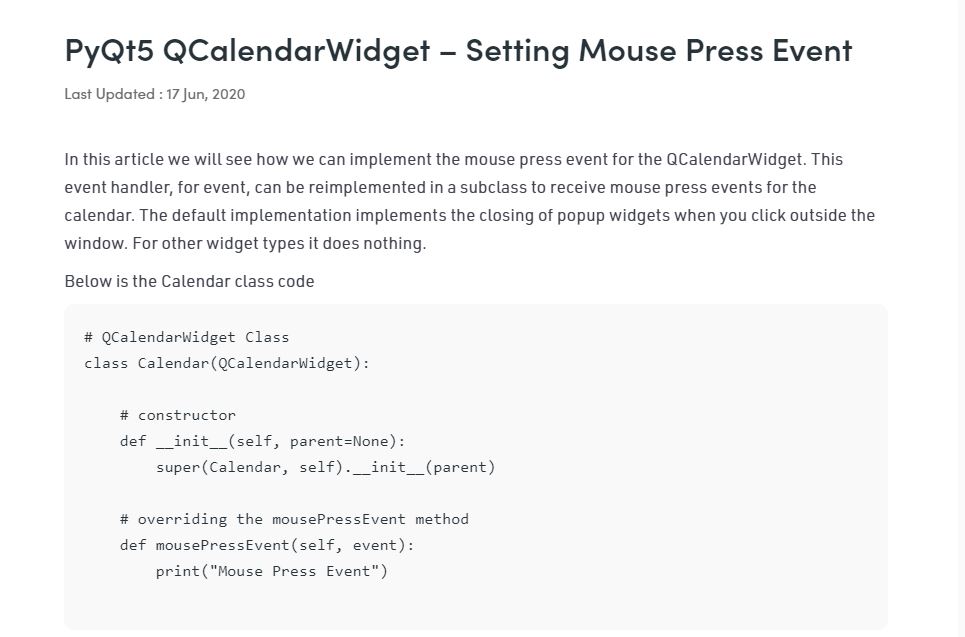 PyQt5 QCalendarWidget – Setting Mouse Press Event
Last Updated : 17 Jun, 2020
In this article we will see how we can implement the mouse press event for the QCalendarWidget. This
event handler, for event, can be reimplemented in a subclass to receive mouse press events for the
calendar. The default implementation implements the closing of popup widgets when you click outside the
window. For other widget types it does nothing.
Below is the Calendar class code
# QCalendarWidget Class
class Calendar(QCalendarWidget):
    # constructor
    def __init__(self, parent=None):
        super(Calendar, self).__init__(parent)
    # overriding the mousePressEvent method
    def mousePressEvent(self, event):
        print("Mouse Press Event")